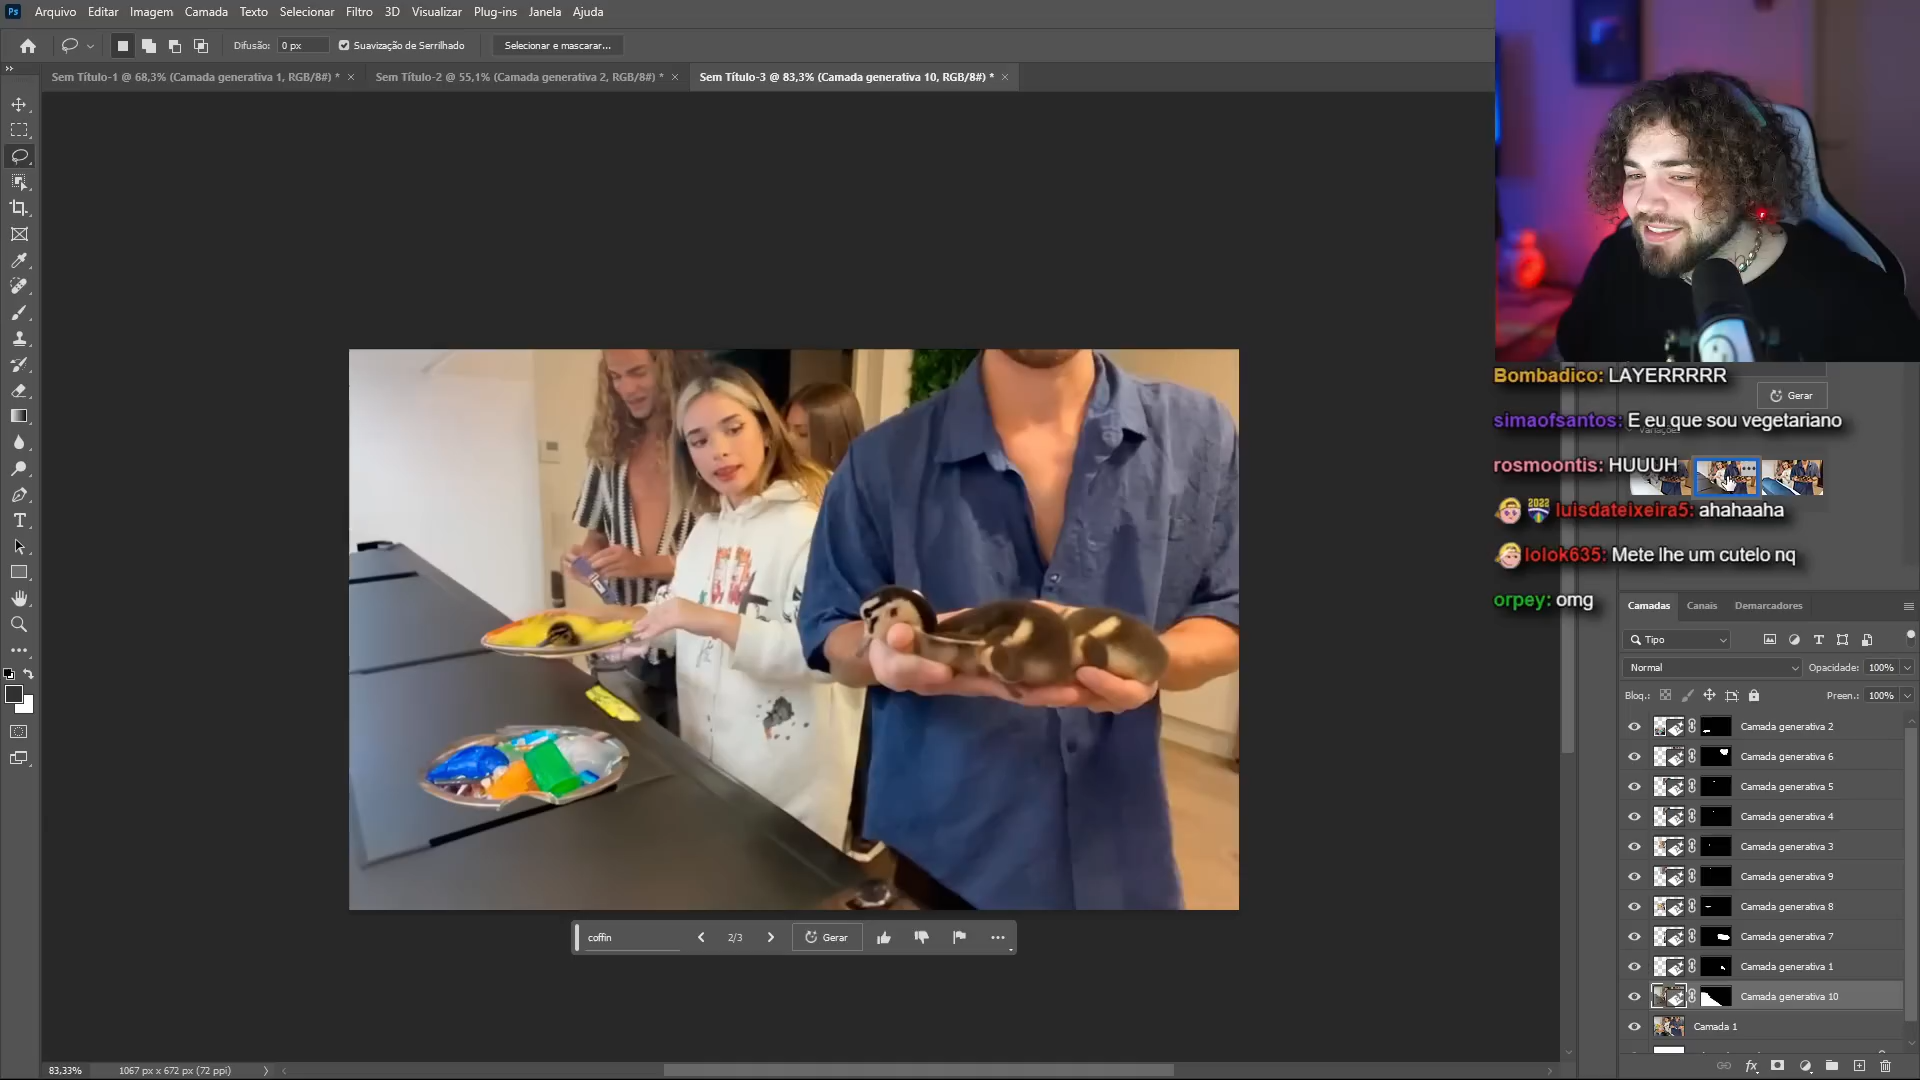 Ps Arquivo Editar Imagem Camada Texto Selecionar Filtro 3D Visualizar Plug-ins Janela Ajuda
Difusão: 0 px Suavização de Serrilhado Selecionar e mascarar...
Sem Título-1 @ 68,3% (Camada generativa 1, RGB/8#) * Sem Título-2 @ 55,1% (Camada generativa 2, RGB/8#) * Sem Título-3 @ 83,3% (Camada generativa 10, RGB/8#) *
Bombadico: LAYERRRRR
Gerar
simaofsantos: E eu que sou vegetariano
rosmoontis: HUUUH
2022 luisdateixeira5: ahahaaha
lolok635: Mete lhe um cutelo nq
orpey: omg
Camadas Canais Demarcadores
Tipo
Normal Opacidade: 100%
Bloq.: Preen.: 100%
Camada generativa 2
Camada generativa 6
Camada generativa 5
Camada generativa 4
Camada generativa 3
Camada generativa 9
Camada generativa 8
Camada generativa 7
Camada generativa 1
Camada generativa 10
Camada 1
coffin 2/3 Gerar
83,33% 1067 px x 672 px (72 ppi)